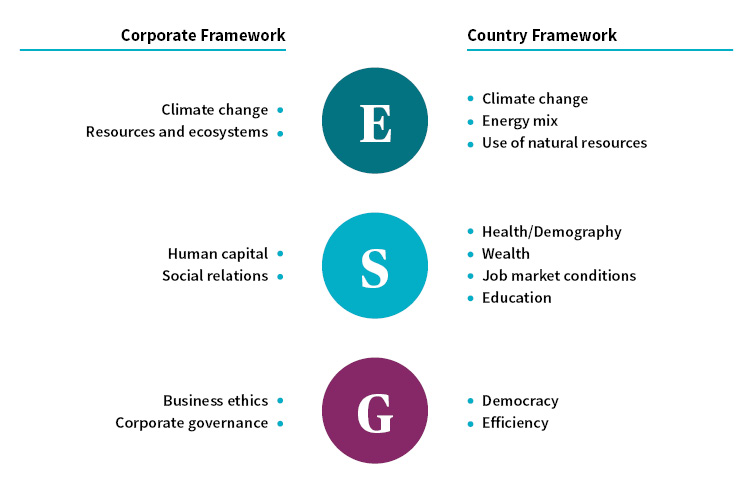 Corporate Framework
Country Framework
Climate change
Resources and ecosystems
E
Climate change
Energy mix
Use of natural resources
Human capital
Social relations
S
Health/Demography
Wealth
Job market conditions
Education
Business ethics
Corporate governance
G
Democracy
Efficiency